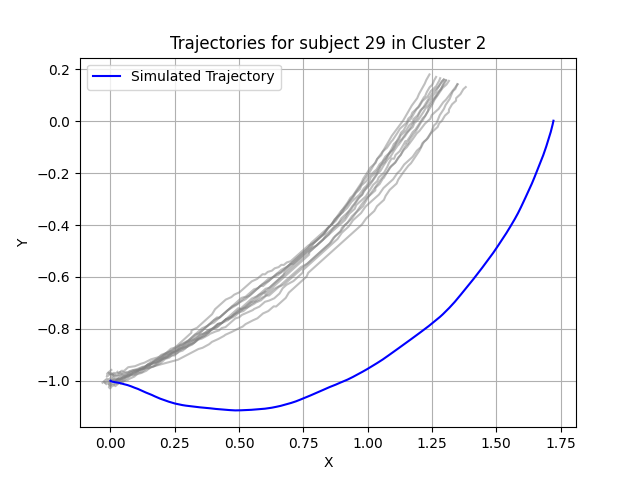 Trajectories for subject 29 in Cluster 2
Simulated Trajectory
0.2
0.0
−0.2
−0.4
−0.6
−0.8
−1.0
Y
0.00 0.25 0.50 0.75 1.00 1.25 1.50 1.75
X